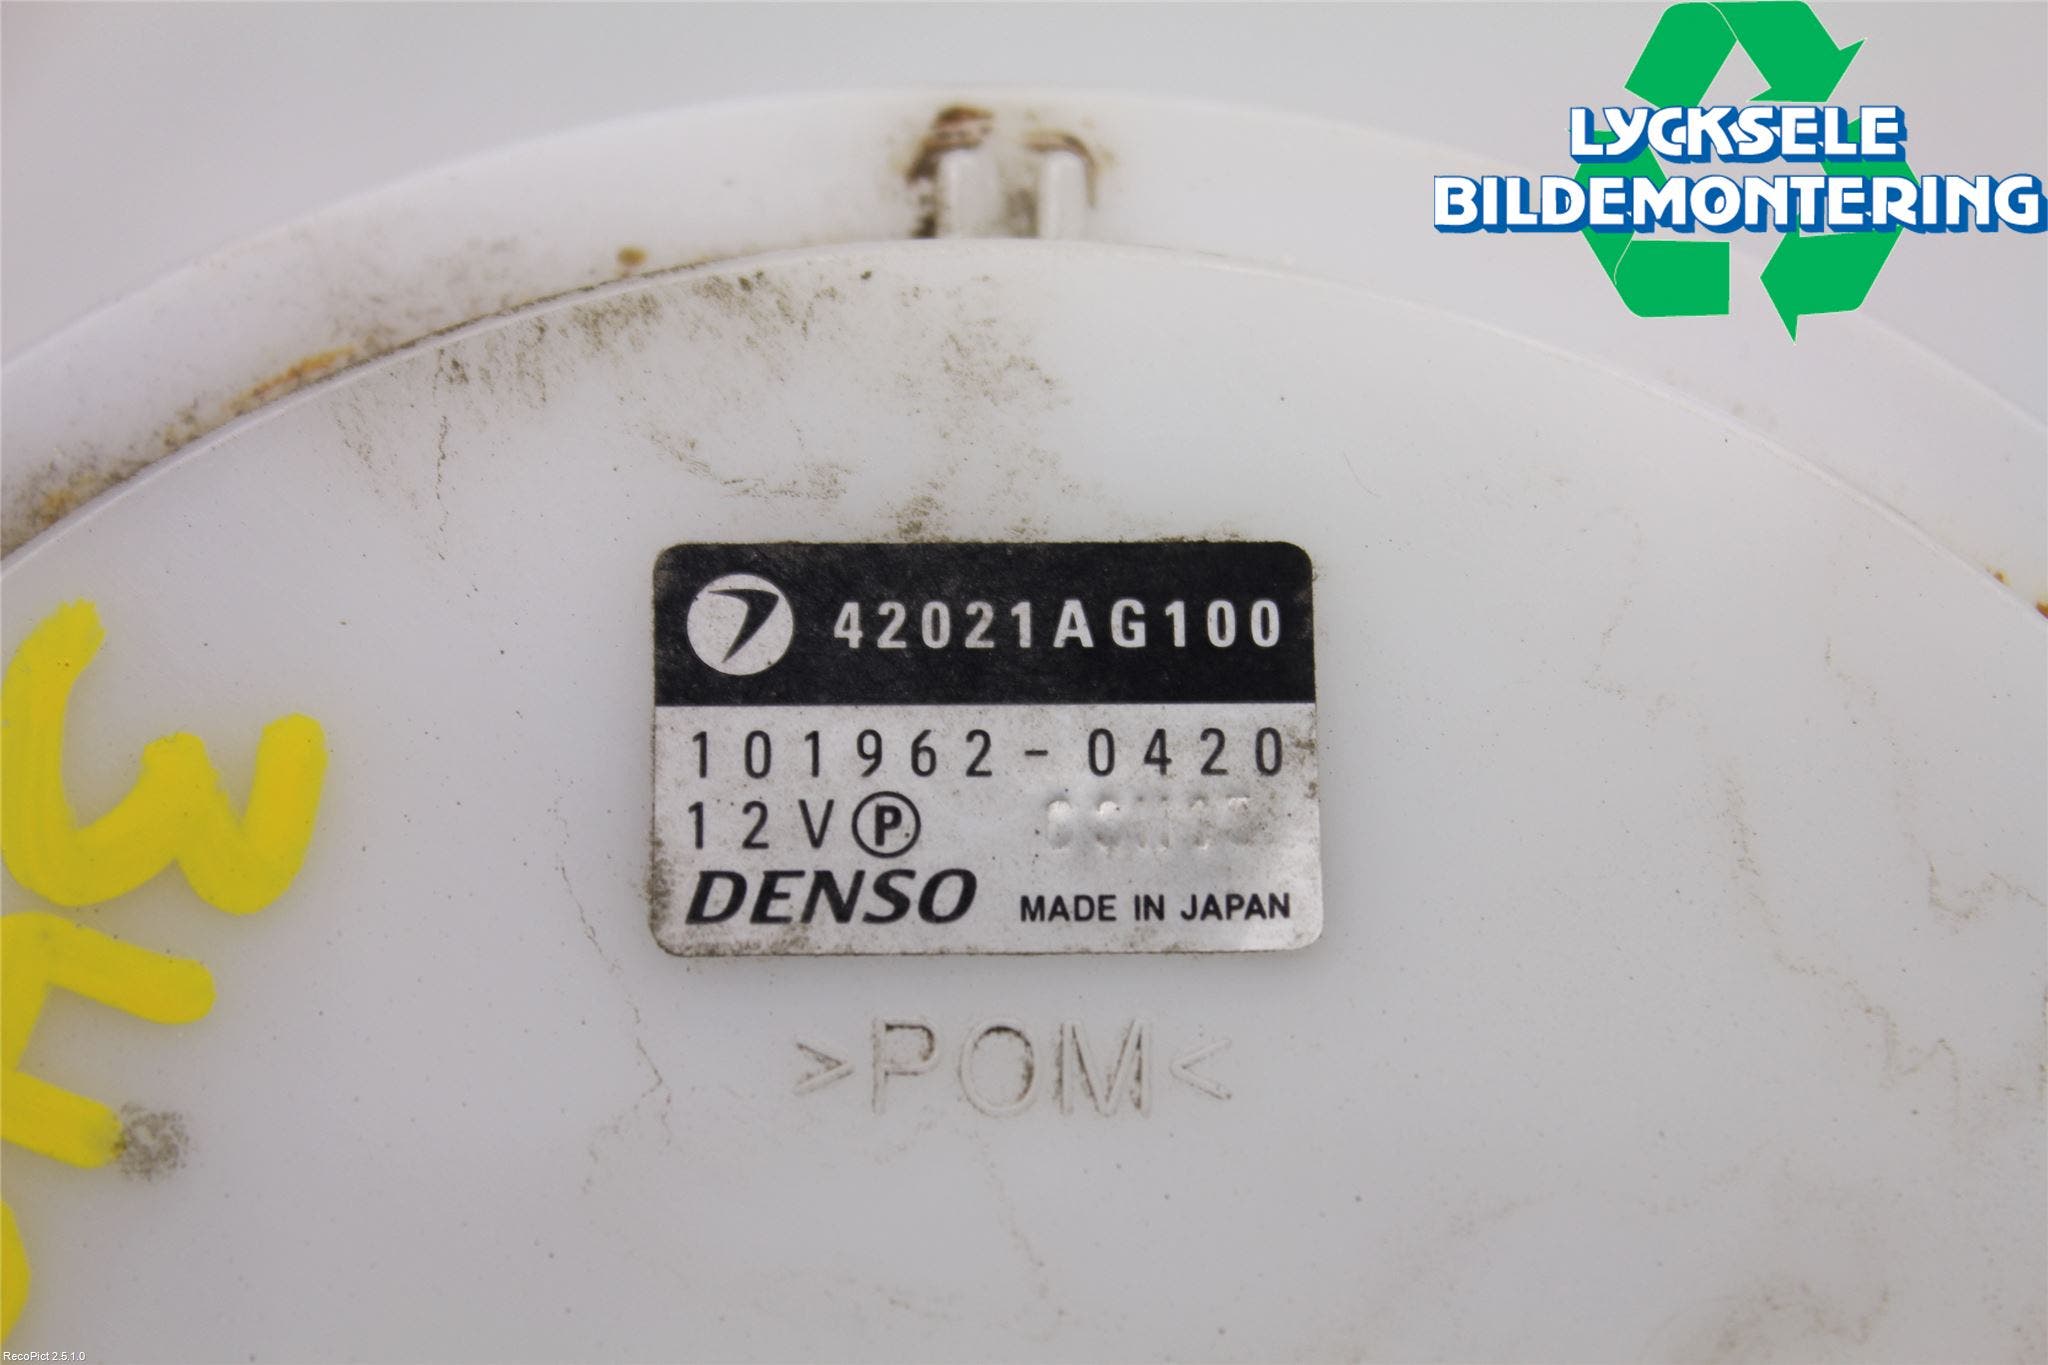 LYCKSELE
BILDEMONTERING
42021AG100
101962-0420
12V P
DENSO MADE IN JAPAN
>POM<
RecoPict 2.5.1.0